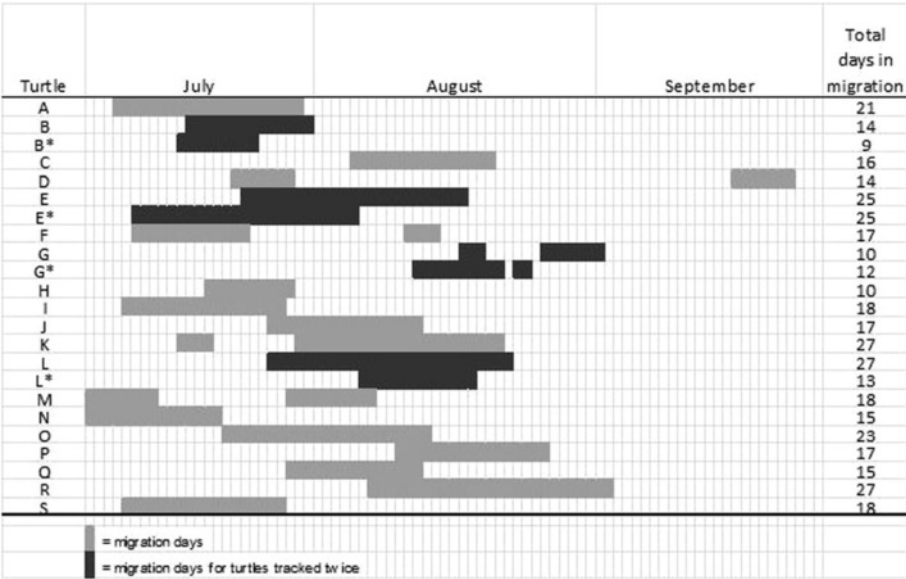 Total
days in
Turtle July August September migration
A 21
B 14
B* 9
C 16
D 14
E 25
E* 25
F 17
G 10
G* 12
H 10
I 18
J 17
K 27
L 27
L* 13
M 18
N 15
O 23
P 17
Q 15
R 27
S 18
= migration days
= migration days for turtles tracked twice